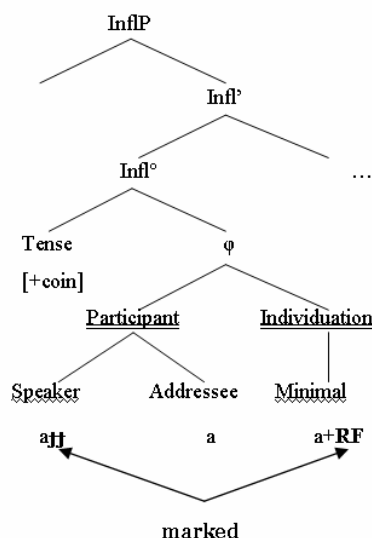 InflP
Infl’
Infl° …
Tense φ
[+coin]
Participant Individuation
Speaker Addressee Minimal
aɟɟ a a+RF
marked